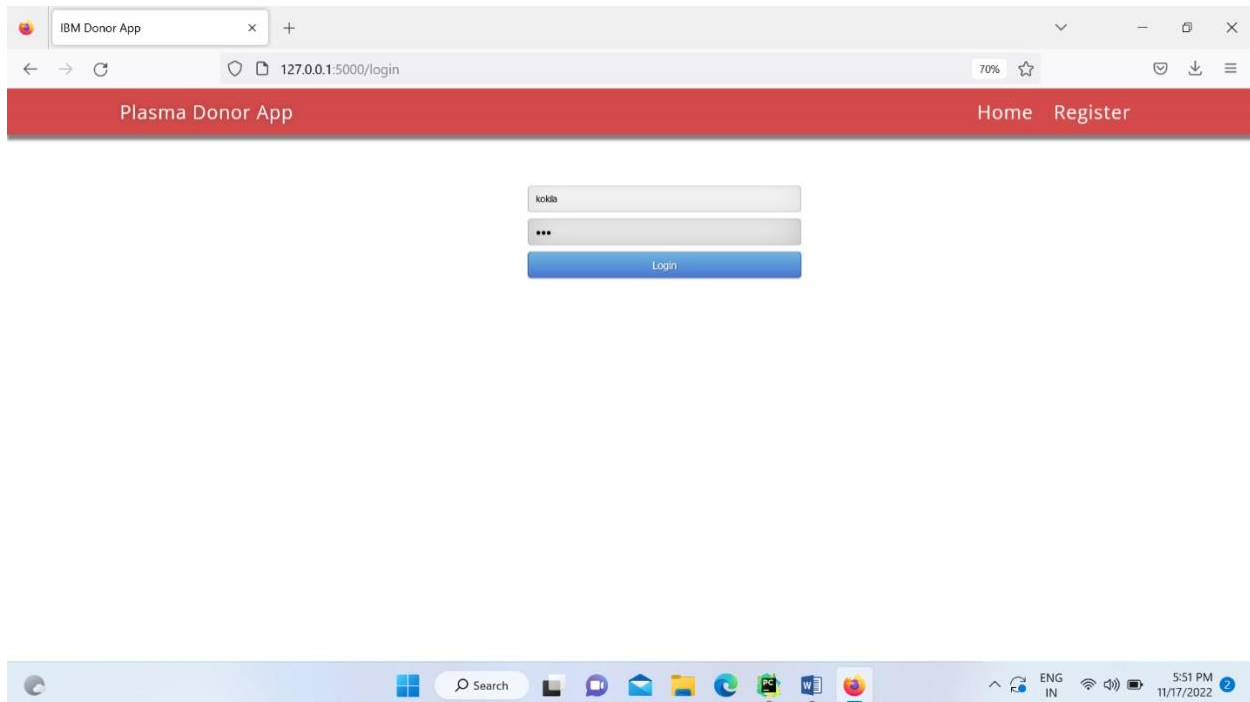 IBM Donor App
127.0.0.1:5000/login
70%
Plasma Donor App
Home Register
kokila
•••
Login
Search
ENG
IN
5:51 PM
11/17/2022
2